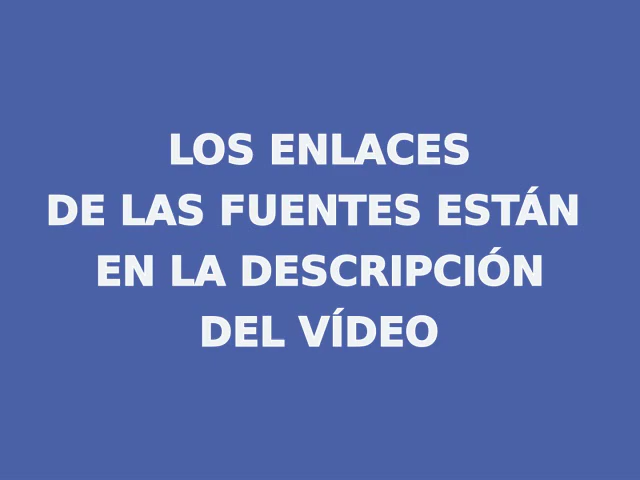 LOS ENLACES
DE LAS FUENTES ESTÁN
EN LA DESCRIPCIÓN
DEL VÍDEO